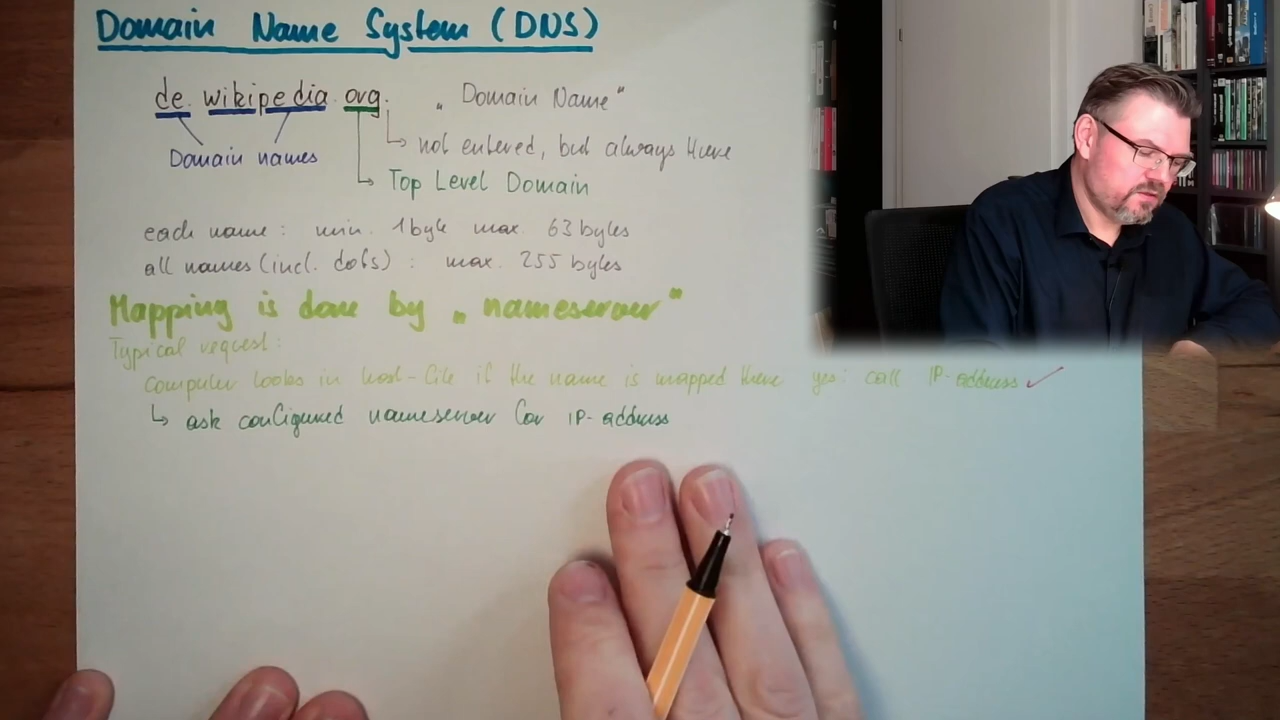 Domain Name System (DNS)
de. wikipedia. org. „Domain Name"
not entered, but always there
Domain names
Top Level Domain
each name: min. 1byte max. 63 bytes
all names (incl. dots): max. 255 bytes
Mapping is done by „nameserver"
Typical request:
computer looks in host-file if the name is mapped there yes: call IP-address ✓
↳ ask configured nameserver for IP-address